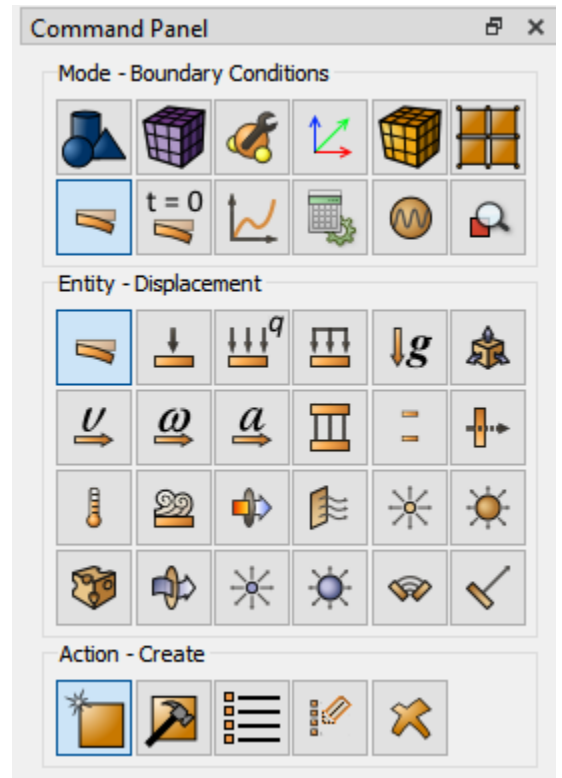 Command Panel
Mode - Boundary Conditions
t = 0
Entity - Displacement
q
g
υ ω a
Action - Create